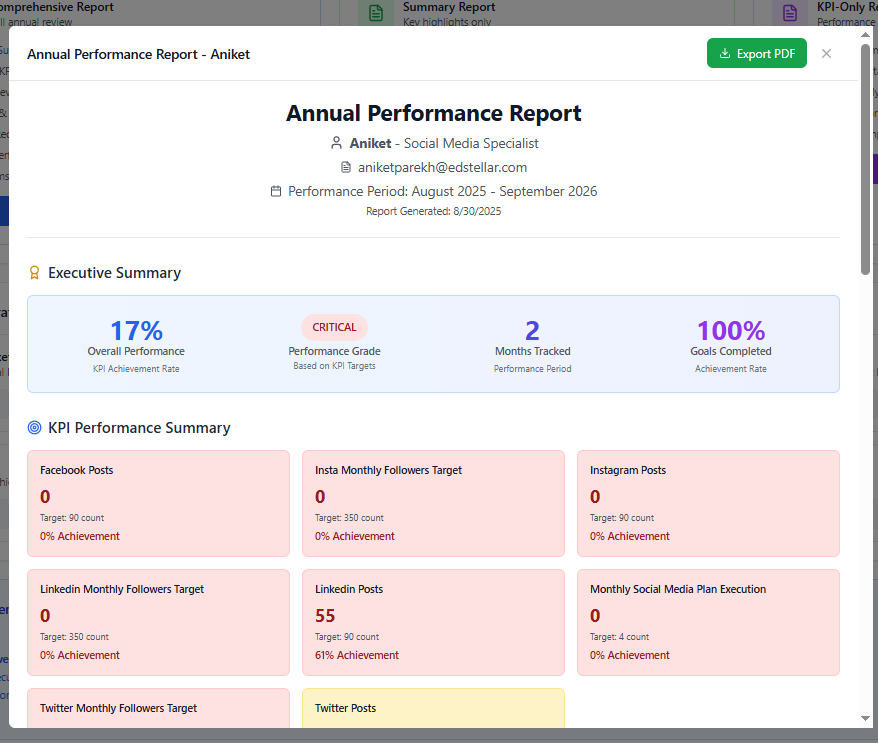 Comprehensive Report
Summary Report
KPI-Only
annual review
Key highlights only
Performance
Annual Performance Report - Aniket
Export PDF
Annual Performance Report
Aniket - Social Media Specialist
aniketparekh@edstellar.com
Performance Period: August 2025 - September 2026
Report Generated: 8/30/2025
Executive Summary
17%
CRITICAL
2
100%
Overall Performance
Performance Grade
Months Tracked
Goals Completed
KPI Achievement Rate
Based on KPI Targets
Performance Period
Achievement Rate
KPI Performance Summary
Facebook Posts
0
Target: 90 count
0% Achievement
Insta Monthly Followers Target
0
Target: 350 count
0% Achievement
Instagram Posts
0
Target: 90 count
0% Achievement
Linkedin Monthly Followers Target
0
Target: 350 count
0% Achievement
Linkedin Posts
55
Target: 90 count
61% Achievement
Monthly Social Media Plan Execution
0
Target: 4 count
0% Achievement
Twitter Monthly Followers Target
Twitter Posts